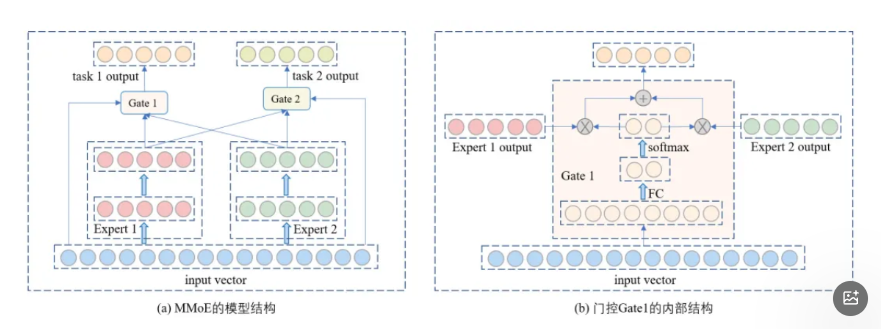 task 1 output
task 2 output
Gate 1
Gate 2
Expert 1
Expert 2
input vector
(a) MMoE的模型结构
Expert 1 output
Expert 2 output
softmax
Gate 1
FC
input vector
(b) 门控Gate1的内部结构